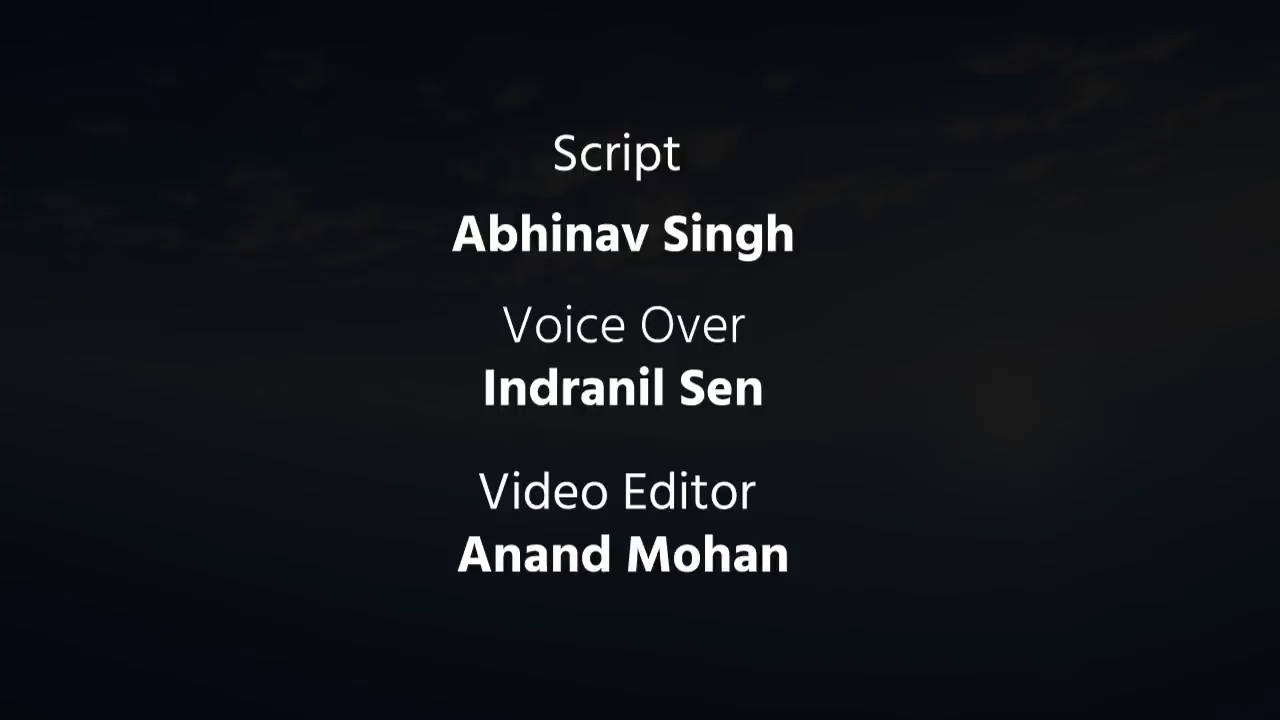 Script
Abhinav Singh
Voice Over
Indranil Sen
Video Editor
Anand Mohan